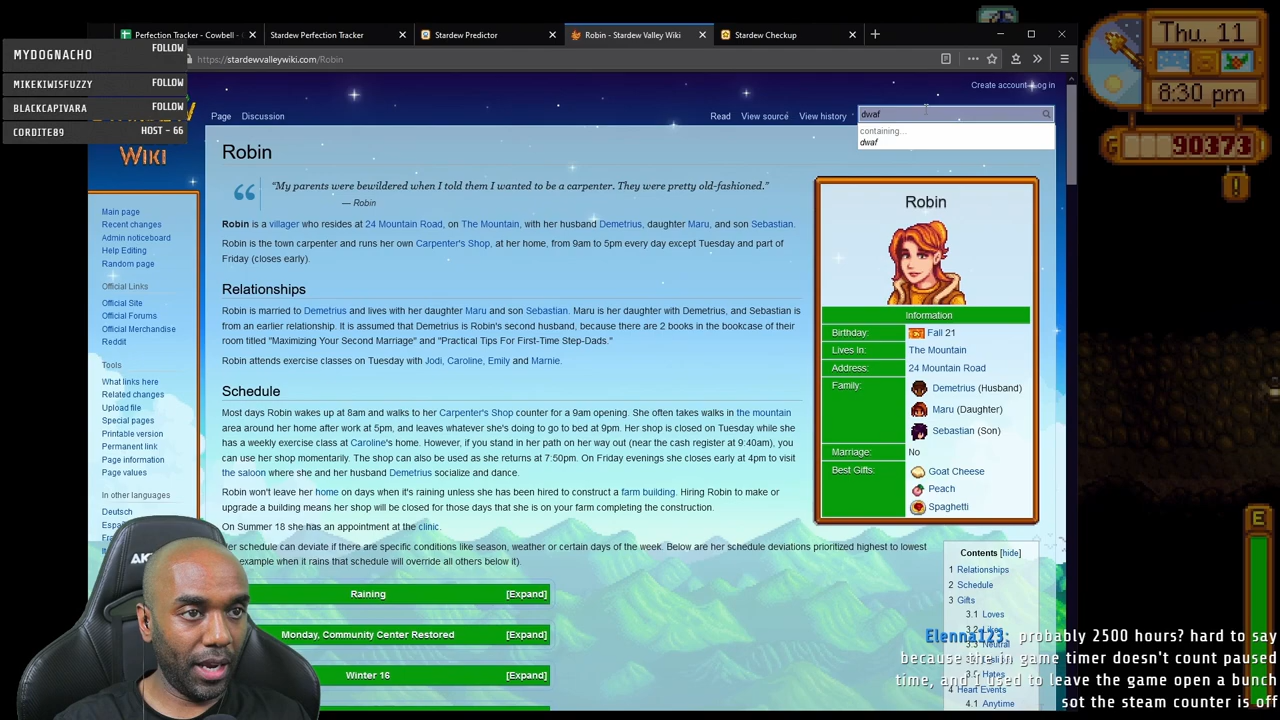 Perfection Tracker - Cowbell -
Stardew Perfection Tracker
Stardew Predictor
Robin - Stardew Valley Wiki
Stardew Checkup
https://stardewvalleywiki.com/Robin
MYDOGNACHO FOLLOW
MIKEKIWISFUZZY FOLLOW
BLACKCAPIVARA FOLLOW
CORDITE89 HOST - 66
Thu. 11
8:30 pm
90373
Create account Log in
Page Discussion Read View source View history
dwaf
containing...
dwaf
WIKI
Main page
Recent changes
Admin noticeboard
Help Editing
Random page
Official Links
Official Site
Official Forums
Official Merchandise
Reddit
Tools
What links here
Related changes
Upload file
Special pages
Printable version
Permanent link
Page information
Page values
In other languages
Deutsch
Robin
“My parents were bewildered when I told them I wanted to be a carpenter. They were pretty old-fashioned.”
— Robin
Robin is a villager who resides at 24 Mountain Road, on The Mountain, with her husband Demetrius, daughter Maru, and son Sebastian.
Robin is the town carpenter and runs her own Carpenter's Shop, at her home, from 9am to 5pm every day except Tuesday and part of
Friday (closes early).
Relationships
Robin is married to Demetrius and lives with her daughter Maru and son Sebastian. Maru is her daughter with Demetrius, and Sebastian is
from an earlier relationship. It is assumed that Demetrius is Robin's second husband, because there are 2 books in the bookcase of their
room titled "Maximizing Your Second Marriage" and "Practical Tips For First-Time Step-Dads."
Robin attends exercise classes on Tuesday with Jodi, Caroline, Emily and Marnie.
Schedule
Most days Robin wakes up at 8am and walks to her Carpenter's Shop counter for a 9am opening. She often takes walks in the mountain
area around her home after work at 5pm, and leaves whatever she's doing to go to bed at 9pm. Her shop is closed on Tuesday while she
has a weekly exercise class at Caroline's home. However, if you stand in her path on her way out (near the cash register at 9:40am), you
can use her shop momentarily. The shop can also be used as she returns at 7:50pm. On Friday evenings she closes early at 4pm to visit
the saloon where she and her husband Demetrius socialize and dance.
Robin won't leave her home on days when it's raining unless she has been hired to construct a farm building. Hiring Robin to make or
upgrade a building means her shop will be closed for those days that she is on your farm completing the construction.
On Summer 18 she has an appointment at the clinic.
her schedule can deviate if there are specific conditions like season, weather or certain days of the week. Below are her schedule deviations prioritized highest to lowest
example when it rains that schedule will override all others below it).
Raining [Expand]
Monday, Community Center Restored [Expand]
Winter 16 [Expand]
Robin
Information
Birthday: Fall 21
Lives In: The Mountain
Address: 24 Mountain Road
Family: Demetrius (Husband)
Maru (Daughter)
Sebastian (Son)
Marriage: No
Best Gifts: Goat Cheese
Peach
Spaghetti
Contents [hide]
1 Relationships
2 Schedule
3 Gifts
3.1 Loves
3.2
Neutral
Hates
4 Heart Events
4.1 Anytime
E
Elenna123: probably 2500 hours? hard to say
because the in game timer doesn't count paused
time, and i used to leave the game open a bunch
sot the steam counter is off